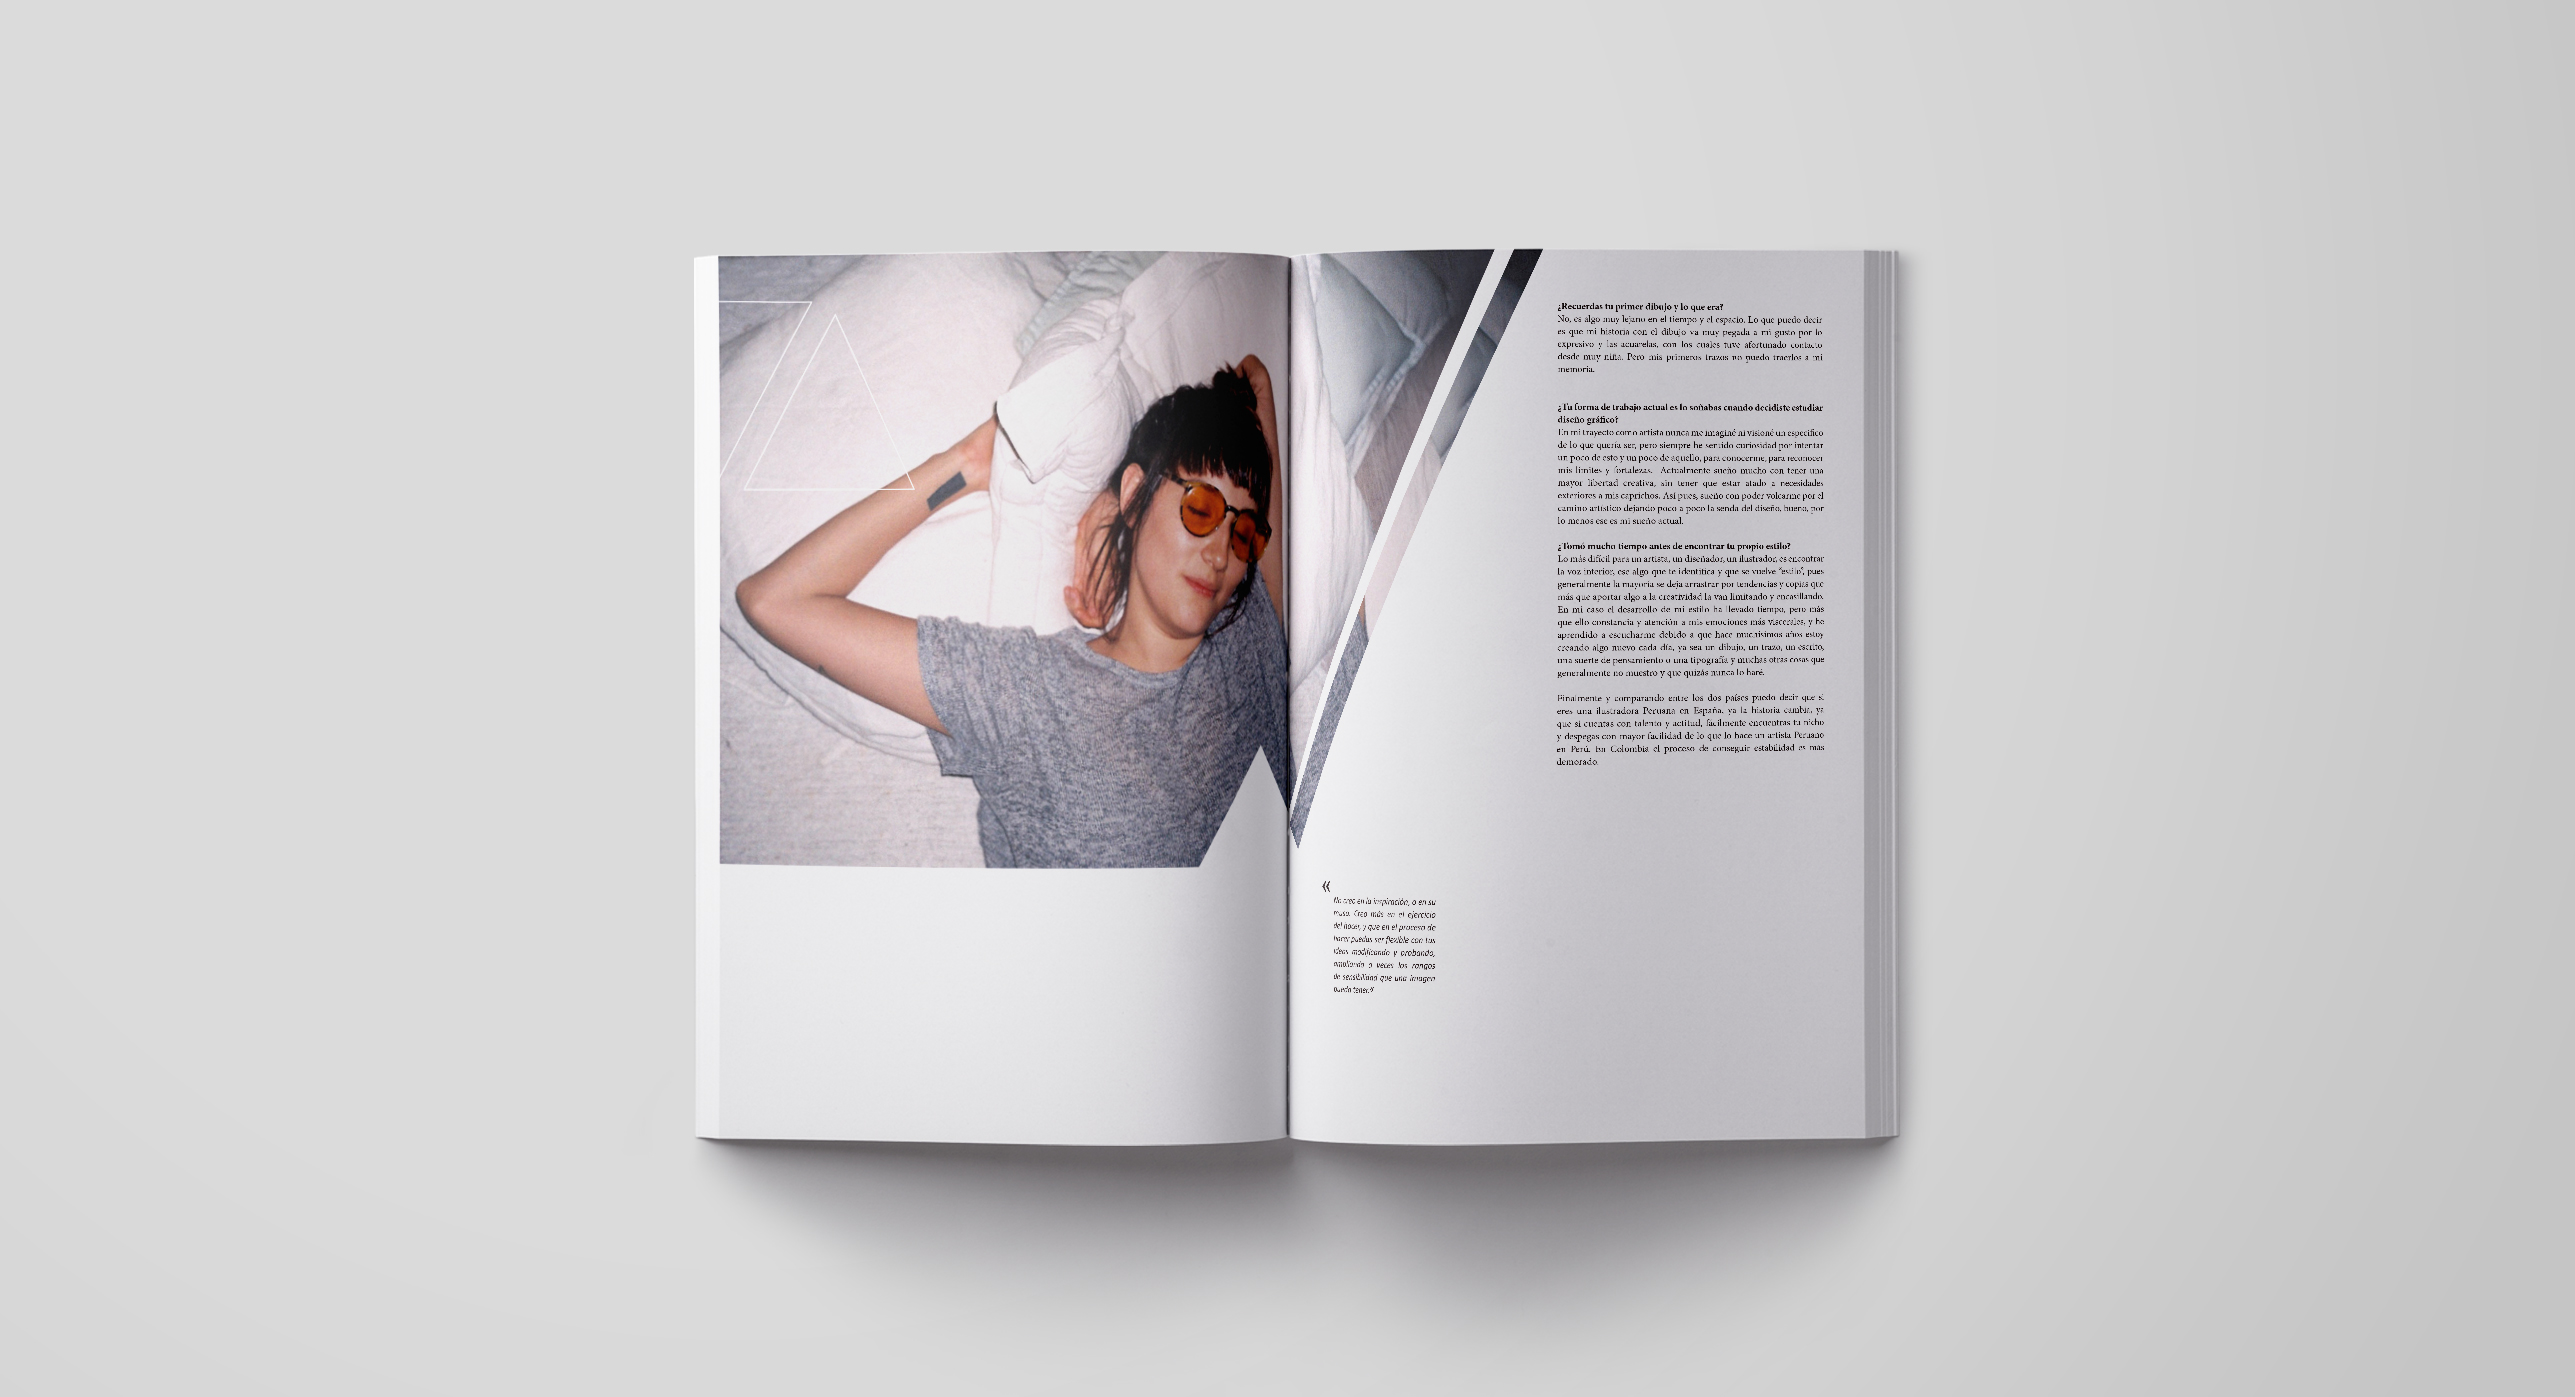 ¿Recuerdas tu primer dibujo y lo que era?
No, es algo muy lejano en el tiempo y el espacio. Lo que puedo decir
es que mi historia con el dibujo va muy pegada a mi gusto por lo
expresivo y las acuarelas, con los cuales tuve afortunado contacto
desde muy niña. Pero mis primeros trazos no puedo traerlos a mi
memoria.
¿Tu forma de trabajo actual es lo soñabas cuando decidiste estudiar
diseño gráfico?
En mi trayecto como artista nunca me imaginé ni visioné un específico
de lo que quería ser, pero siempre he sentido curiosidad por intentar
un poco de esto y un poco de aquello, para conocerme, para reconocer
mis límites y fortalezas. Actualmente sueño mucho con tener una
mayor libertad creativa, sin tener que estar atado a necesidades
exteriores a mis caprichos. Así pues, sueño con poder volcarme por el
camino artístico dejando poco a poco la senda del diseño, bueno, por
lo menos ese es mi sueño actual.
¿Tomó mucho tiempo antes de encontrar tu propio estilo?
Lo más difícil para un artista, un diseñador, un ilustrador, es encontrar
la voz interior, ese algo que te identifica y que se vuelve "estilo", pues
generalmente la mayoría se deja arrastrar por tendencias y copias que
más que aportar algo a la creatividad la van limitando y encasillando.
En mi caso el desarrollo de mi estilo ha llevado tiempo, pero más
que ello constancia y atención a mis emociones más viscerales, y he
aprendido a escucharme debido a que hace muchísimos años estoy
creando algo nuevo cada día, ya sea un dibujo, un trazo, un escrito,
una suerte de pensamiento o una tipografía y muchas otras cosas que
generalmente no muestro y que quizás nunca lo haré.
Finalmente y comparando entre los dos países puedo decir que si
eres una ilustradora Peruana en España, ya la historia cambia, ya
que si cuentas con talento y actitud, fácilmente encuentras tu nicho
y despegas con mayor facilidad de lo que lo hace un artista Peruano
en Perú. En Colombia el proceso de conseguir estabilidad es más
demorado.
«
No creo en la inspiración, o en su
musa. Creo más en el ejercicio
del hacer, y que en el proceso de
hacer puedas ser flexible con tus
ideas modificando y probando,
ampliando a veces los rangos
de sensibilidad que una imagen
pueda tener.»